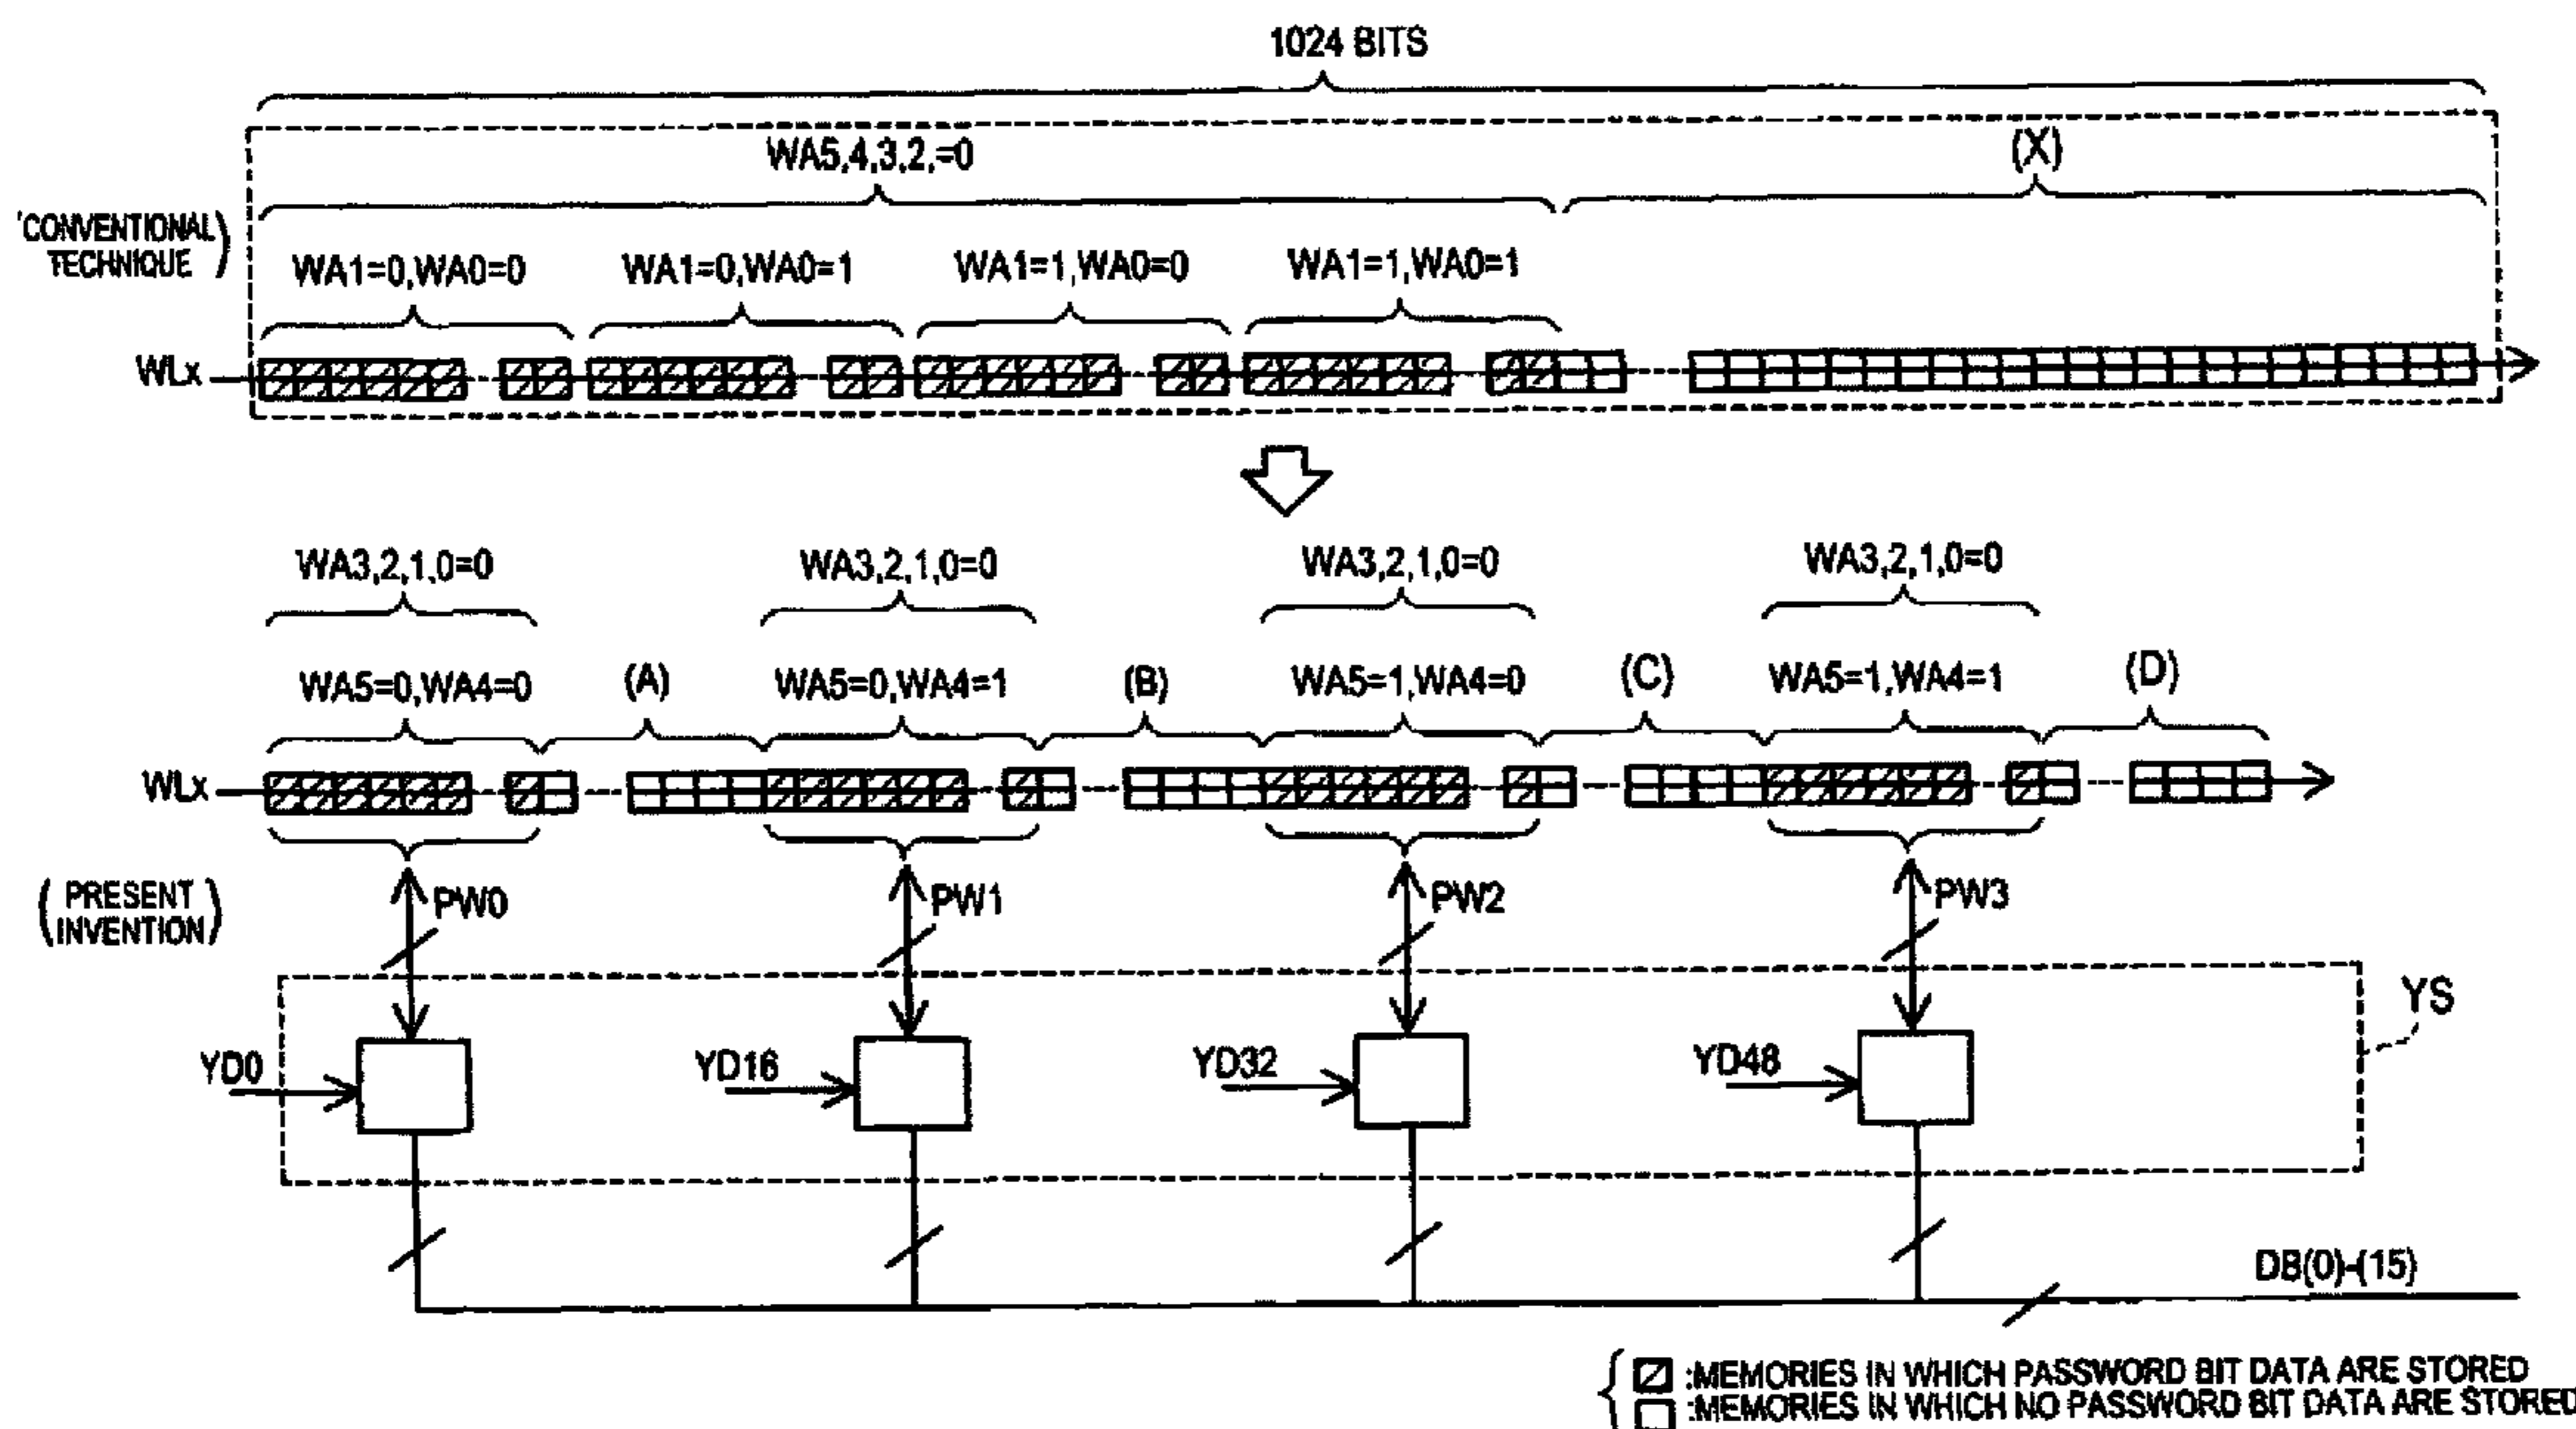 1024 BITS
WA5,4,3,2,=0
(X)
(CONVENTIONAL
TECHNIQUE)
WA1=0,WA0=0
WA1=0,WA0=1
WA1=1,WA0=0
WA1=1,WA0=1
WLx
WA3,2,1,0=0
WA3,2,1,0=0
WA3,2,1,0=0
WA3,2,1,0=0
WA5=0,WA4=0
(A)
WA5=0,WA4=1
(B)
WA5=1,WA4=0
(C)
WA5=1,WA4=1
(D)
WLx
(PRESENT
INVENTION)
PW0
PW1
PW2
PW3
YS
YD0
YD16
YD32
YD48
DB(0)-(15)
:MEMORIES IN WHICH PASSWORD BIT DATA ARE STORED
:MEMORIES IN WHICH NO PASSWORD BIT DATA ARE STORED